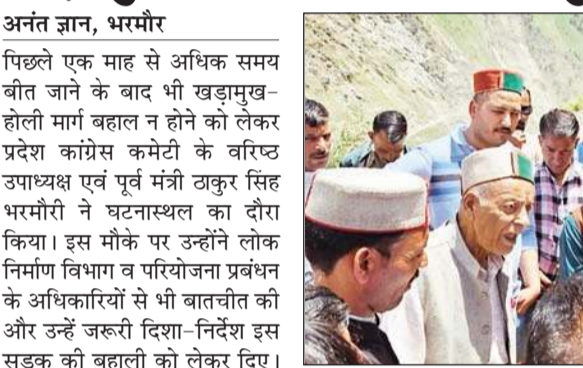 अनंत ज्ञान, भरमौर
पिछले एक माह से अधिक समय
बीत जाने के बाद भी खड़ामुख-
होली मार्ग बहाल न होने को लेकर
प्रदेश कांग्रेस कमेटी के वरिष्ठ
उपाध्यक्ष एवं पूर्व मंत्री ठाकुर सिंह
भरमौरी ने घटनास्थल का दौरा
किया। इस मौके पर उन्होंने लोक
निर्माण विभाग व परियोजना प्रबंधन
के अधिकारियों से भी बातचीत की
और उन्हें जरूरी दिशा-निर्देश इस
सड़क की बहाली को लेकर दिए।